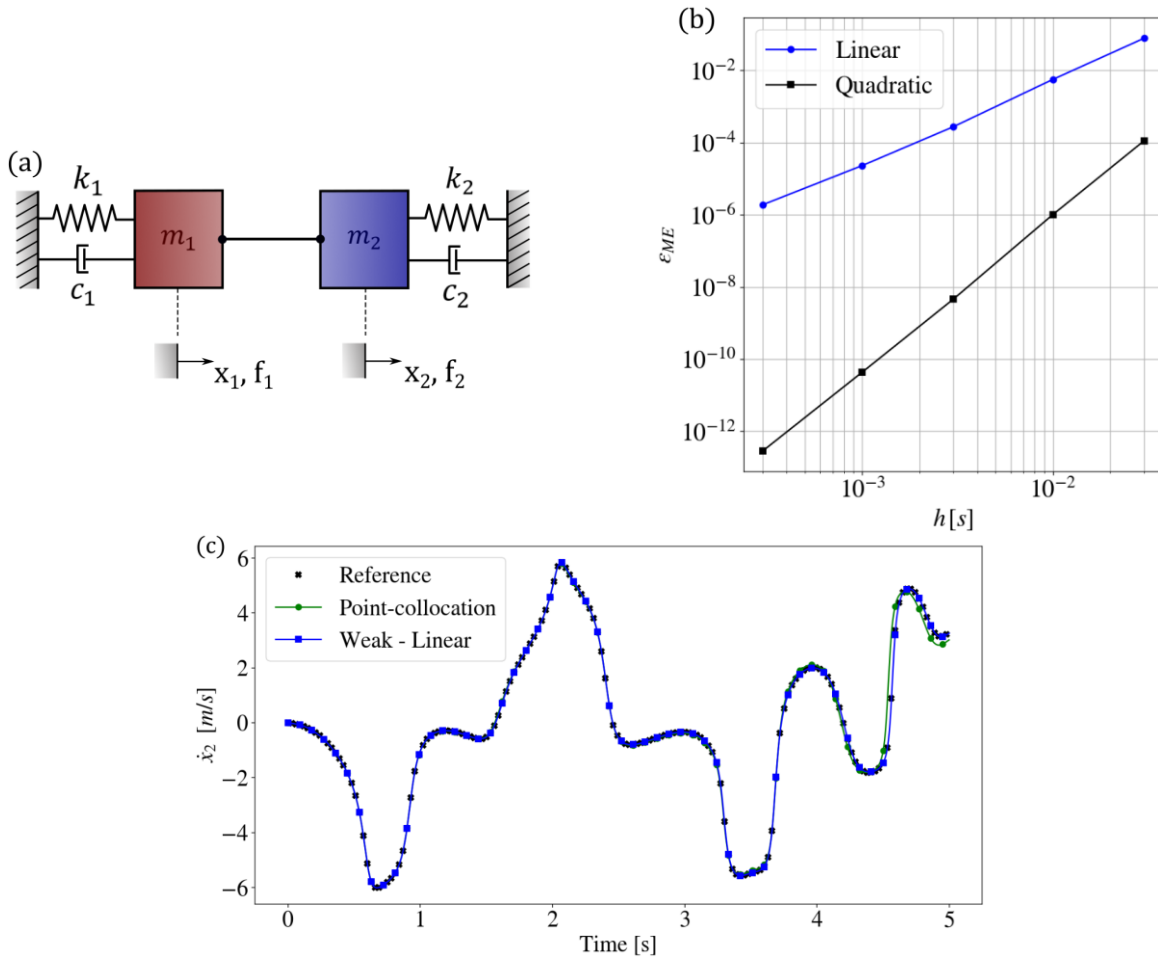 (a)
k₁
k₂
m₁
m₂
c₁
c₂
x₁, f₁
x₂, f₂
(b)
Linear
Quadratic
10⁻²
10⁻⁴
10⁻⁶
10⁻⁸
10⁻¹⁰
10⁻¹²
ε_ME
10⁻³
10⁻²
h [s]
(c)
Reference
Point-collocation
Weak - Linear
6
4
2
0
−2
−4
−6
ẋ₂ [m/s]
0
1
2
3
4
5
Time [s]